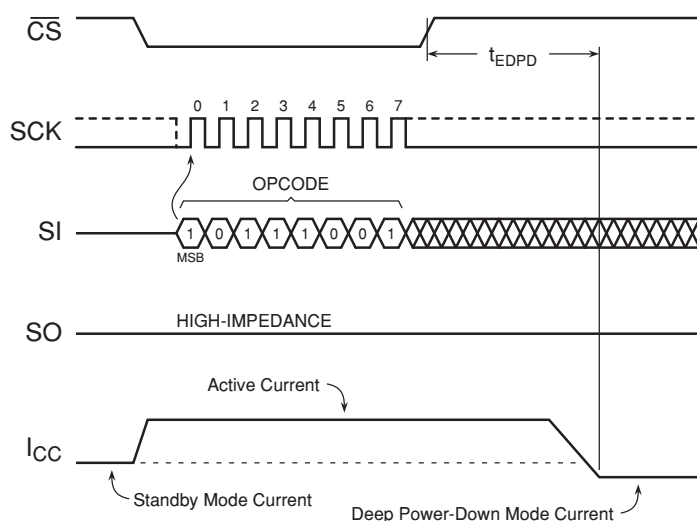 CS
tEDPD
0 1 2 3 4 5 6 7
SCK
OPCODE
SI
1 0 1 1 1 0 0 1
MSB
HIGH-IMPEDANCE
SO
Active Current
ICC
Standby Mode Current
Deep Power-Down Mode Current